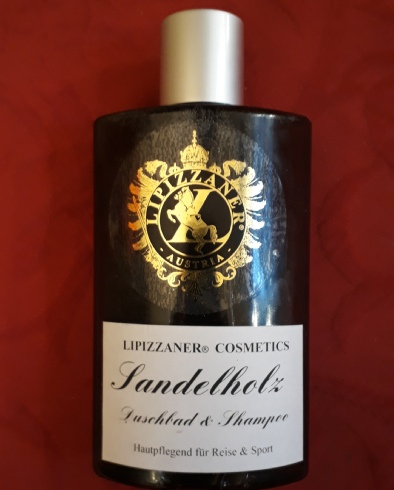 LIPIZZANER®
L
- AUSTRIA -
LIPIZZANER® COSMETICS
Sandelholz
Duschbad & Shampoo
Hautpflegend für Reise & Sport